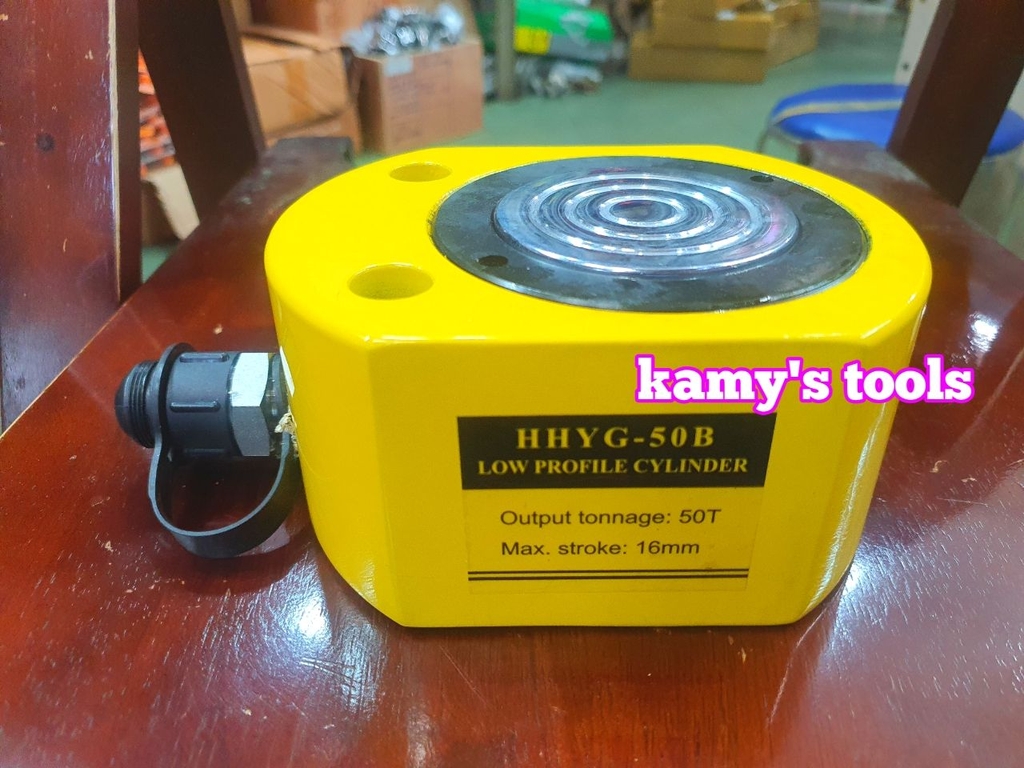 kamy's tools
HHYG-50B
LOW PROFILE CYLINDER
Output tonnage: 50T
Max. stroke: 16mm